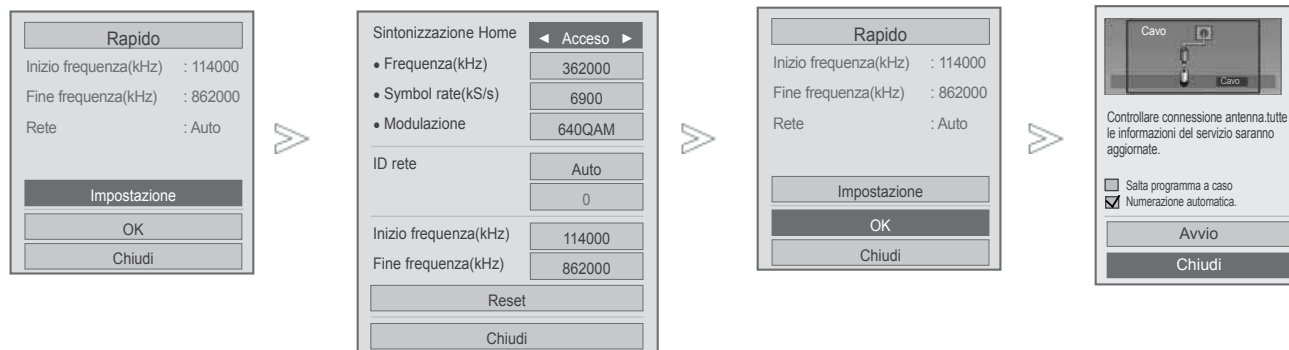 Rapido
Inizio frequenza(kHz) : 114000
Fine frequenza(kHz) : 862000
Rete : Auto
Impostazione
OK
Chiudi
Sintonizzazione Home ◄ Acceso ►
• Frequenza(kHz) 362000
• Symbol rate(kS/s) 6900
• Modulazione 640QAM
ID rete Auto
0
Inizio frequenza(kHz) 114000
Fine frequenza(kHz) 862000
Reset
Chiudi
Rapido
Inizio frequenza(kHz) : 114000
Fine frequenza(kHz) : 862000
Rete : Auto
Impostazione
OK
Chiudi
Cavo
Cavo
Controllare connessione antenna.tutte
le informazioni del servizio saranno
aggiornate.
Salta programma a caso
Numerazione automatica.
Avvio
Chiudi